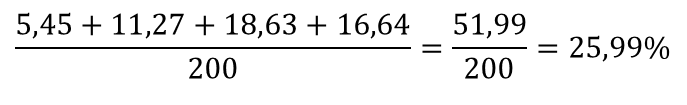 5,45 + 11,27 + 18,63 + 16,64 / 200 = 51,99 / 200 = 25,99%